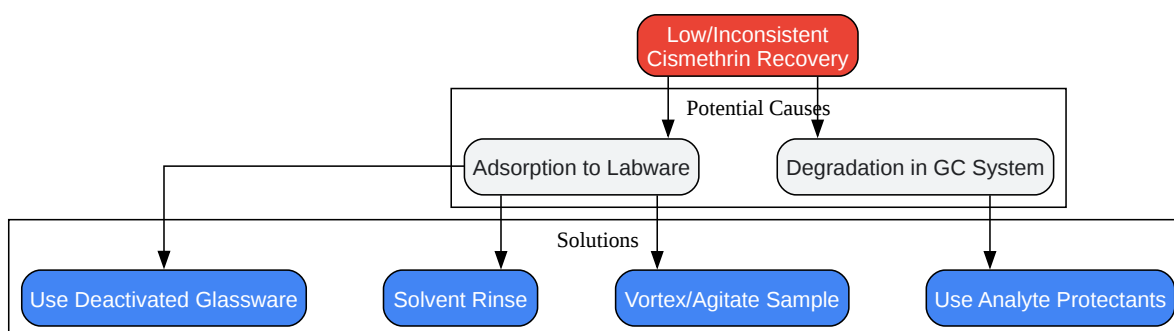 Low/Inconsistent
Cismethrin Recovery
Potential Causes
Adsorption to Labware
Degradation in GC System
Solutions
Use Deactivated Glassware
Solvent Rinse
Vortex/Agitate Sample
Use Analyte Protectants